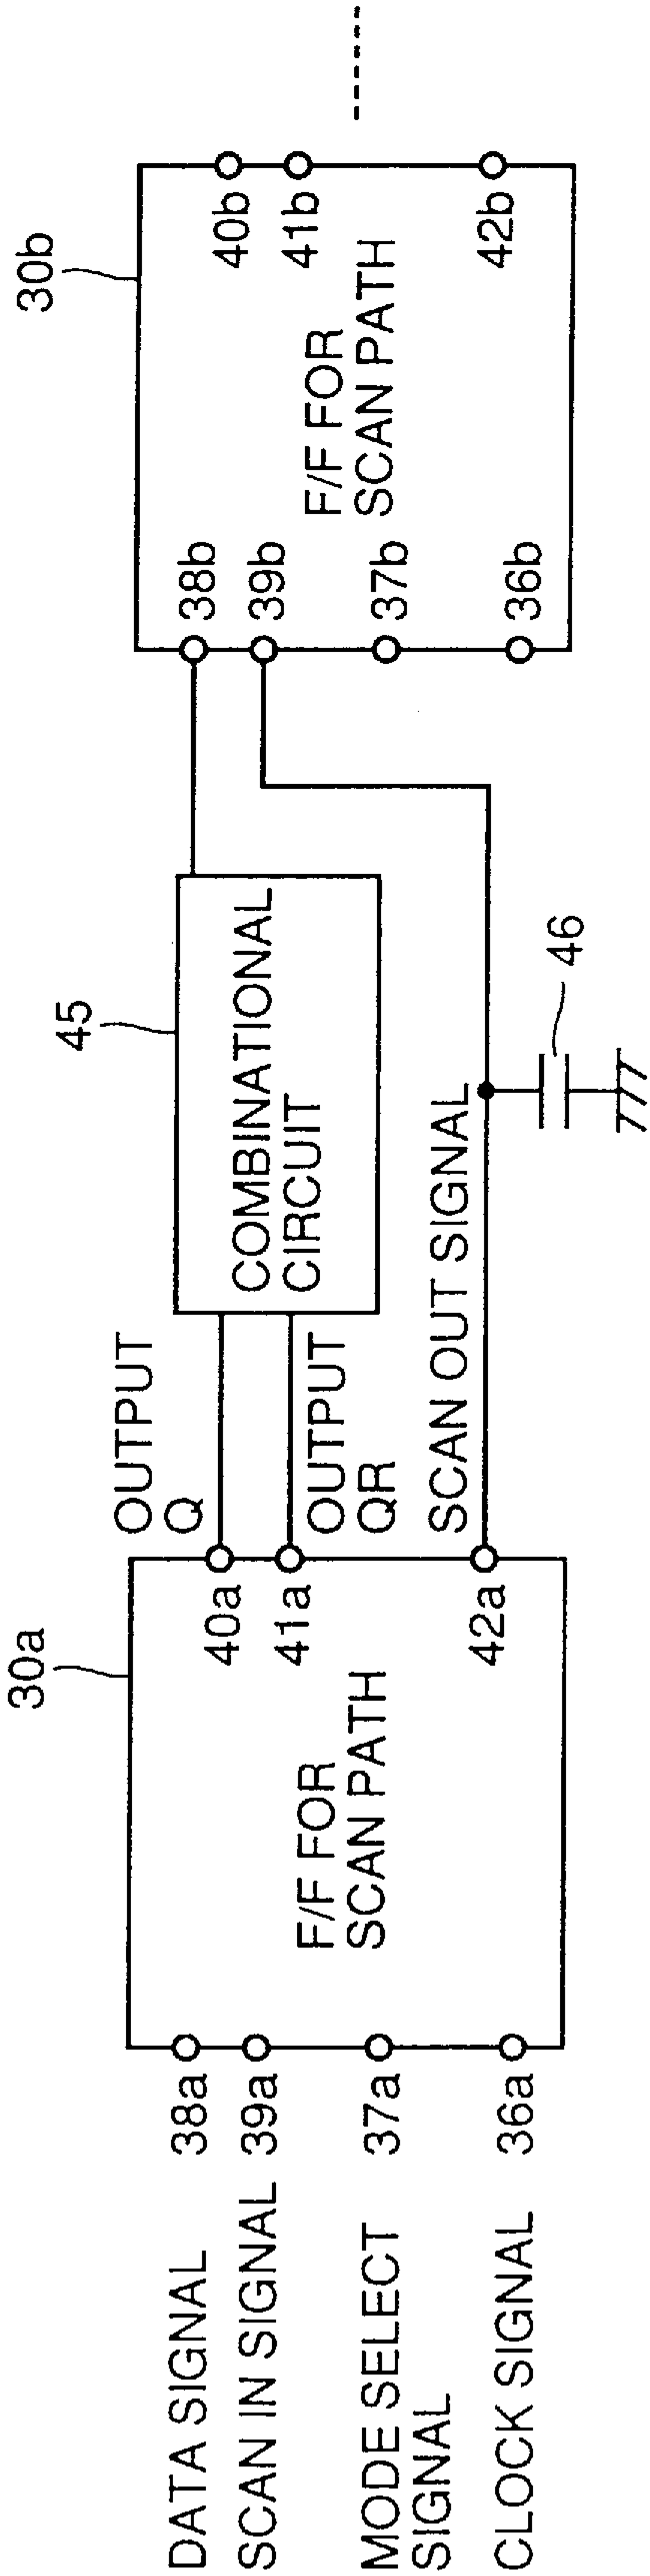 30a
30b
45
OUTPUT
Q
COMBINATIONAL
CIRCUIT
OUTPUT
QR
SCAN OUT SIGNAL
46
DATA SIGNAL
38a
SCAN IN SIGNAL
39a
MODE SELECT
SIGNAL
37a
CLOCK SIGNAL
36a
F/F FOR
SCAN PATH
40a
41a
42a
38b
39b
37b
36b
F/F FOR
SCAN PATH
40b
41b
42b